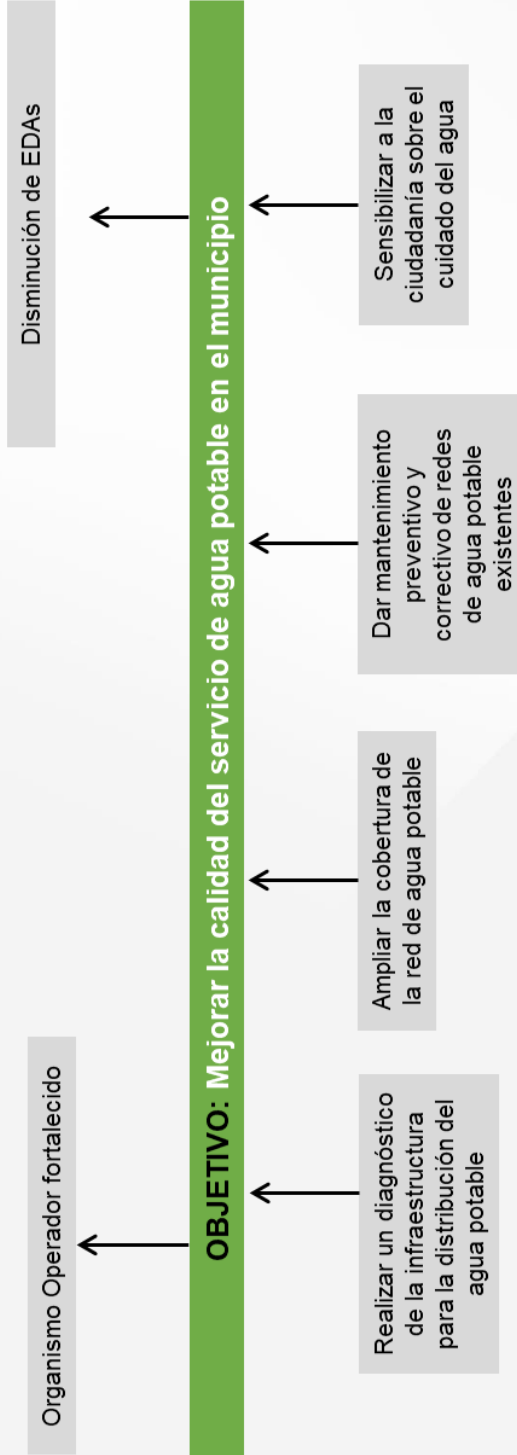 Organismo Operador fortalecido
Disminución de EDAs
OBJETIVO: Mejorar la calidad del servicio de agua potable en el municipio
Realizar un diagnóstico
de la infraestructura
para la distribución del
agua potable
Ampliar la cobertura de
la red de agua potable
Dar mantenimiento
preventivo y
correctivo de redes
de agua potable
existentes
Sensibilizar a la
ciudadanía sobre el
cuidado del agua